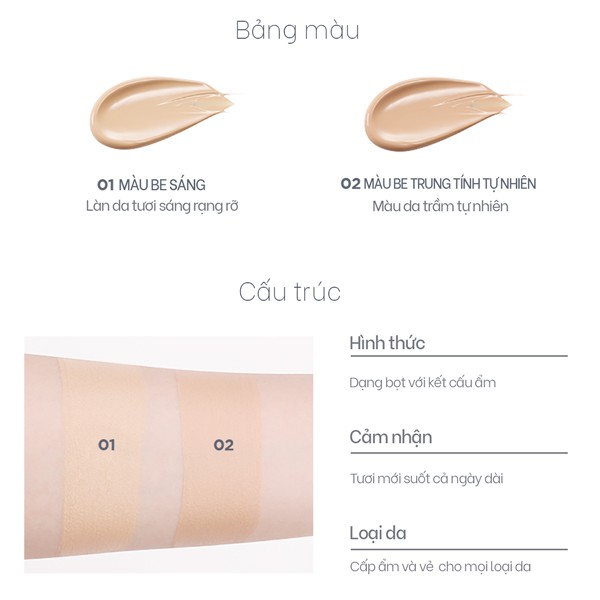 Bảng màu
01 MÀU BE SÁNG
Làn da tươi sáng rạng rỡ
02 MÀU BE TRUNG TÍNH TỰ NHIÊN
Màu da trầm tự nhiên
Cấu trúc
01
02
Hình thức
Dạng bọt với kết cấu ẩm
Cảm nhận
Tươi mới suốt cả ngày dài
Loại da
Cấp ẩm và vẻ cho mọi loại da